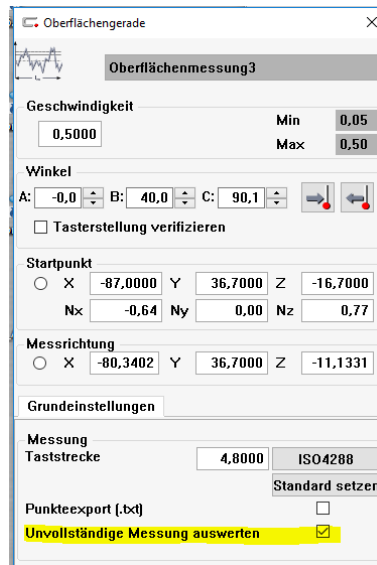 Oberflächengerade
Oberflächenmessung3
Geschwindigkeit
0,5000
Min 0,05
Max 0,50
Winkel
A: -0,0 B: 40,0 C: 90,1
Tasterstellung verifizieren
Startpunkt
X -87,0000 Y 36,7000 Z -16,7000
Nx -0,64 Ny 0,00 Nz 0,77
Messrichtung
X -80,3402 Y 36,7000 Z -11,1331
Grundeinstellungen
Messung
Taststrecke 4,8000 ISO4288
Standard setzen
Punkteexport (.txt)
Unvollständige Messung auswerten